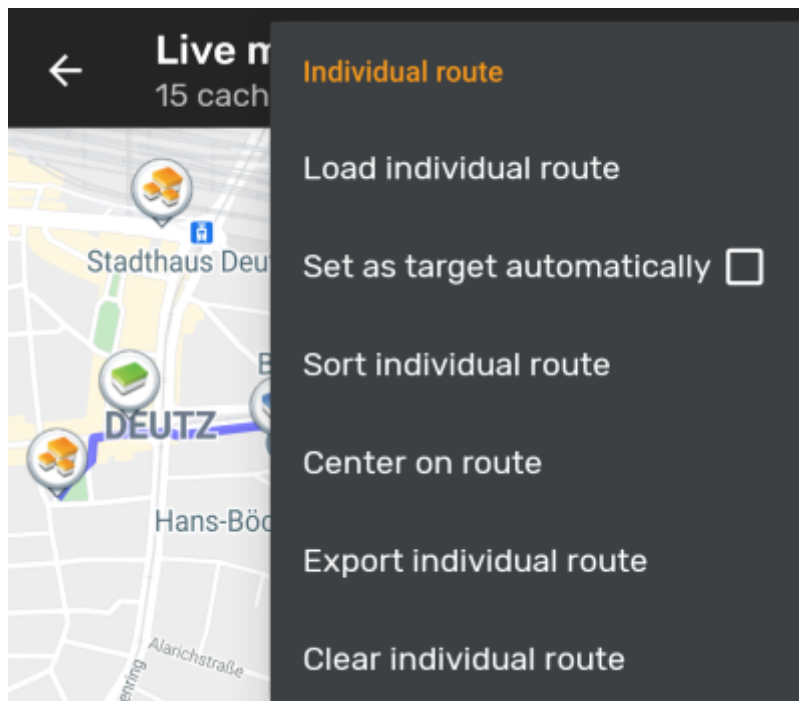 Live m
15 cach
Individual route
Load individual route
Set as target automatically
Sort individual route
Center on route
Export individual route
Clear individual route
Stadthaus Deu
B
DEUTZ
Hans-Böc
Alarichstraße
enring